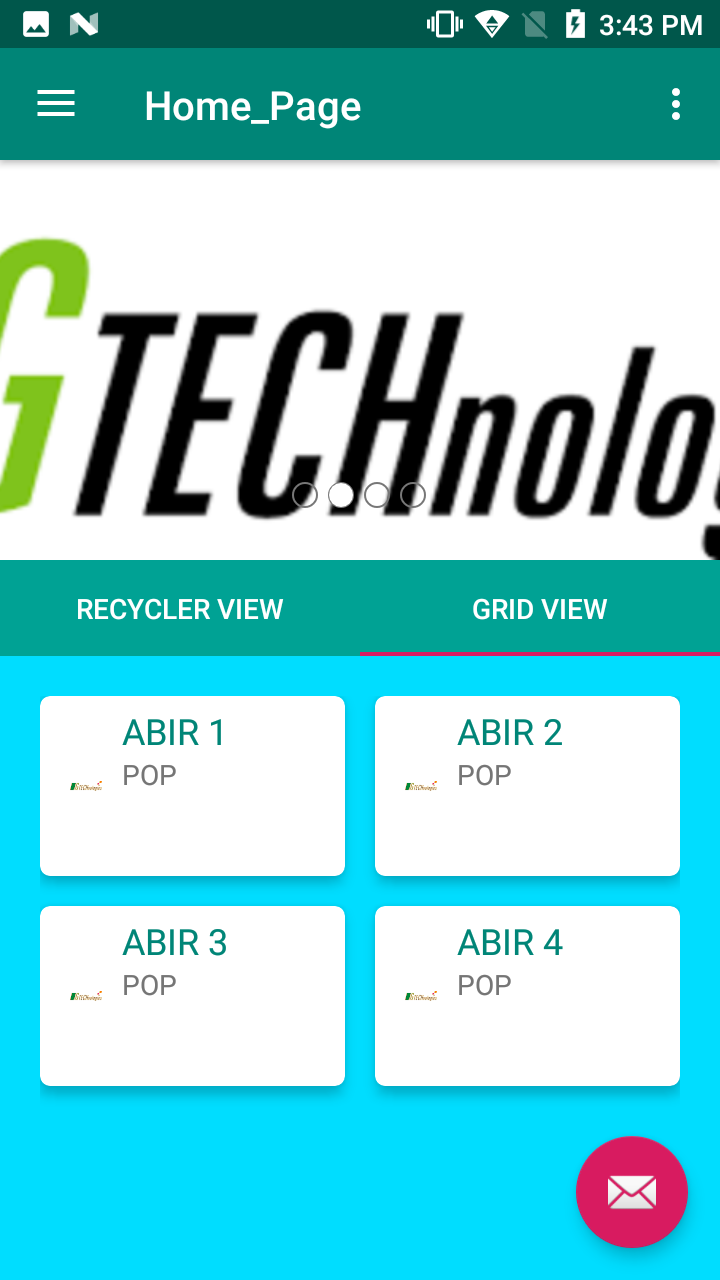 3:43 PM
Home_Page
GTECHnolog
RECYCLER VIEW
GRID VIEW
ABIR 1
POP
ABIR 2
POP
ABIR 3
POP
ABIR 4
POP